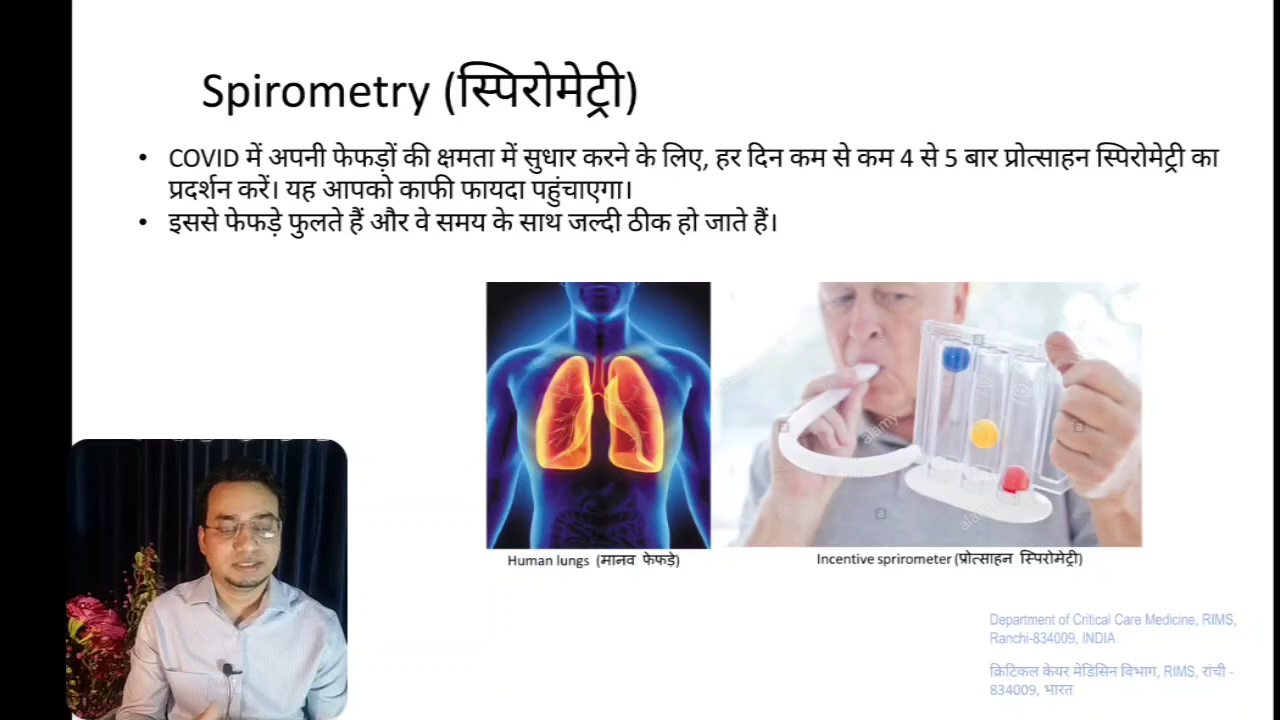 Spirometry (स्पिरोमेट्री)
• COVID में अपनी फेफड़ों की क्षमता में सुधार करने के लिए, हर दिन कम से कम 4 से 5 बार प्रोत्साहन स्पिरोमेट्री का
प्रदर्शन करें। यह आपको काफी फायदा पहुंचाएगा।
• इससे फेफड़े फुलते हैं और वे समय के साथ जल्दी ठीक हो जाते हैं।
a
alamy
a
a
a
alamy
Human lungs (मानव फेफड़े)
Incentive sprirometer (प्रोत्साहन स्पिरोमेट्री)
Department of Critical Care Medicine, RIMS,
Ranchi-834009, INDIA
क्रिटिकल केयर मेडिसिन विभाग, RIMS, रांची -
834009, भारत